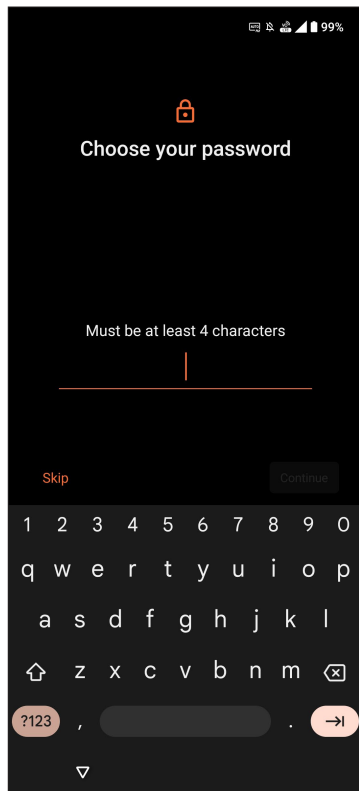 99%
Choose your password
Must be at least 4 characters
Skip
Continue
1 2 3 4 5 6 7 8 9 0
q w e r t y u i o p
a s d f g h j k l
z x c v b n m
?123 , .